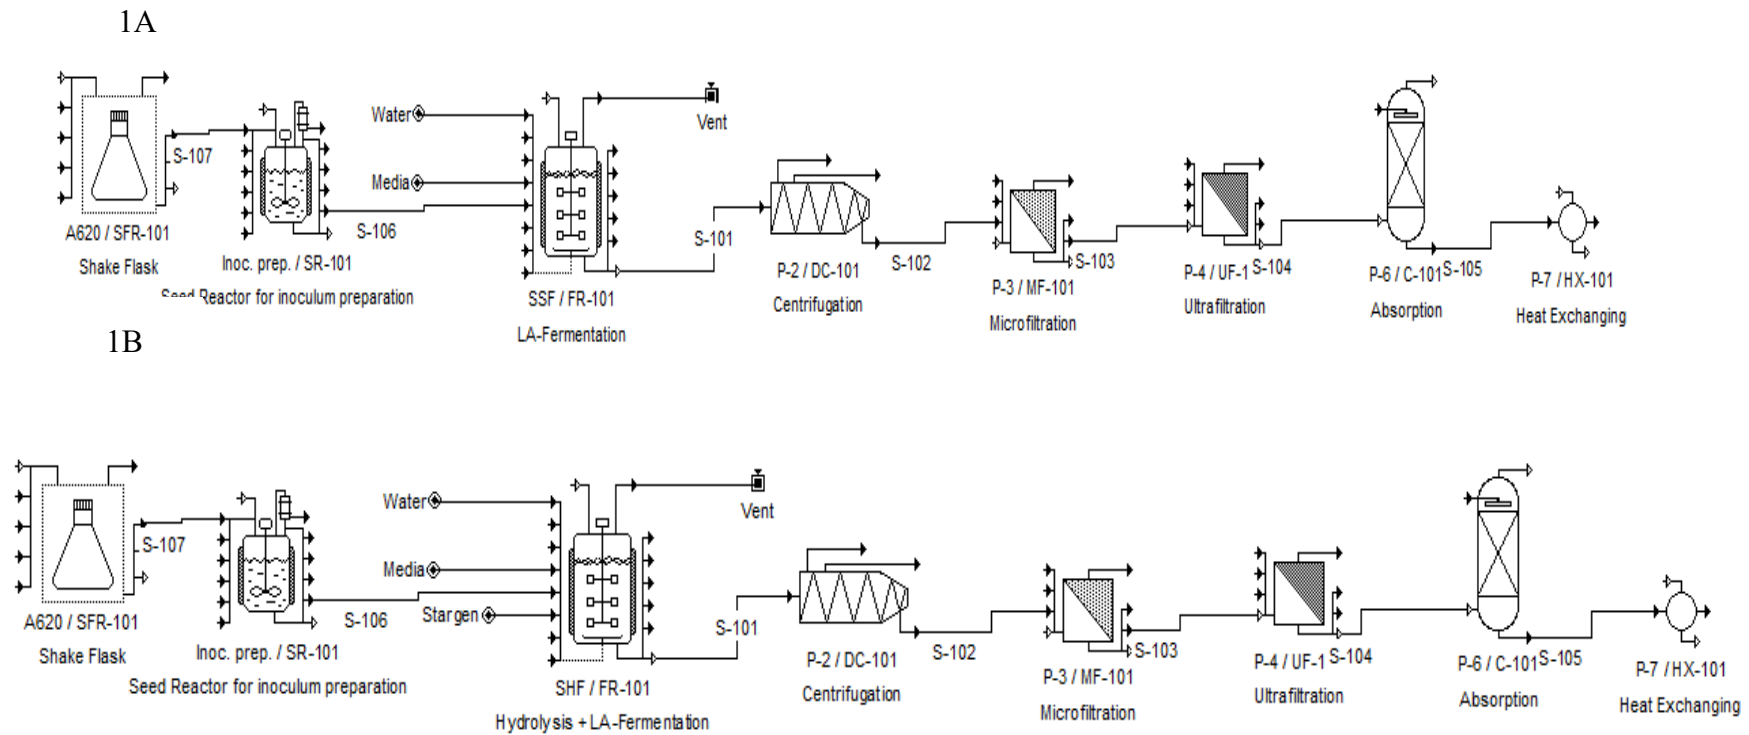 1A
Water
Vent
S-107
Media
A620 / SFR-101
Shake Flask
Inoc. prep. / SR-101
Seed Reactor for inoculum preparation
S-106
SSF / FR-101
LA-Fermentation
S-101
P-2 / DC-101
Centrifugation
S-102
P-3 / MF-101
Microfiltration
S-103
P-4 / UF-1
Ultrafiltration
S-104
P-6 / C-101
Absorption
S-105
P-7 / HX-101
Heat Exchanging
1B
Water
Vent
S-107
Media
Stargen
A620 / SFR-101
Shake Flask
Inoc. prep. / SR-101
Seed Reactor for inoculum preparation
S-106
SHF / FR-101
Hydrolysis + LA-Fermentation
S-101
P-2 / DC-101
Centrifugation
S-102
P-3 / MF-101
Microfiltration
S-103
P-4 / UF-1
Ultrafiltration
S-104
P-6 / C-101
Absorption
S-105
P-7 / HX-101
Heat Exchanging